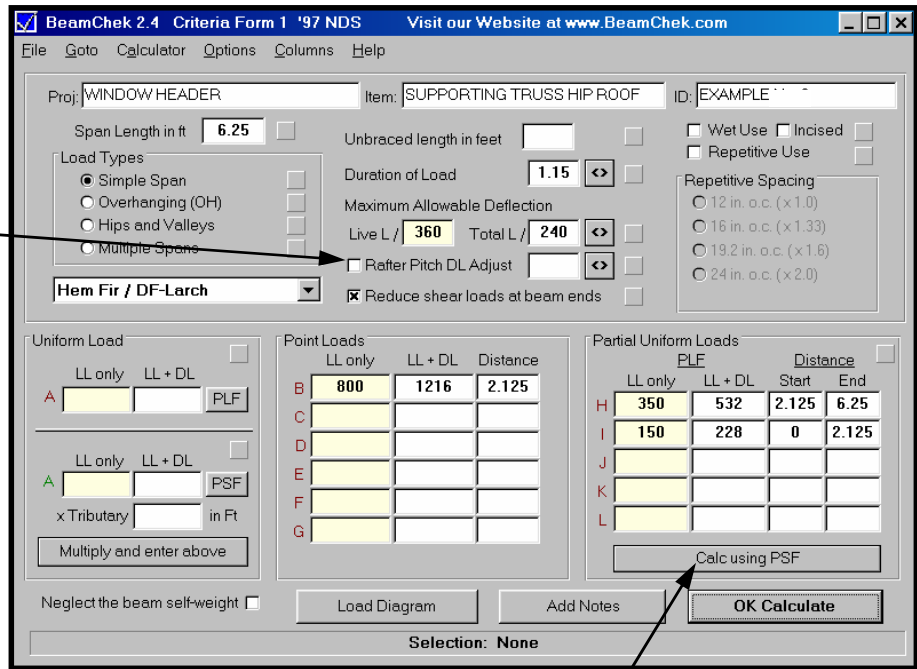 BeamChek 2.4 Criteria Form 1 '97 NDS Visit our Website at www.BeamChek.com
File Goto Calculator Options Columns Help
Proj: WINDOW HEADER Item: SUPPORTING TRUSS HIP ROOF ID: EXAMPLE
Span Length in ft 6.25
Load Types
Simple Span
Overhanging (OH)
Hips and Valleys
Multiple Spans
Hem Fir / DF-Larch
Unbraced length in feet
Duration of Load 1.15 <>
Maximum Allowable Deflection
Live L / 360 Total L / 240 <>
Rafter Pitch DL Adjust <>
Reduce shear loads at beam ends
Wet Use Incised
Repetitive Use
Repetitive Spacing
12 in. o.c. (x 1.0)
16 in. o.c. (x 1.33)
19.2 in. o.c. (x 1.6)
24 in. o.c. (x 2.0)
Uniform Load
LL only LL + DL
A PLF
LL only LL + DL
A PSF
x Tributary in Ft
Multiply and enter above
Point Loads
LL only LL + DL Distance
B 800 1216 2.125
C
D
E
F
G
Partial Uniform Loads
PLF Distance
LL only LL + DL Start End
H 350 532 2.125 6.25
I 150 228 0 2.125
J
K
L
Calc using PSF
Neglect the beam self-weight Load Diagram Add Notes OK Calculate
Selection: None